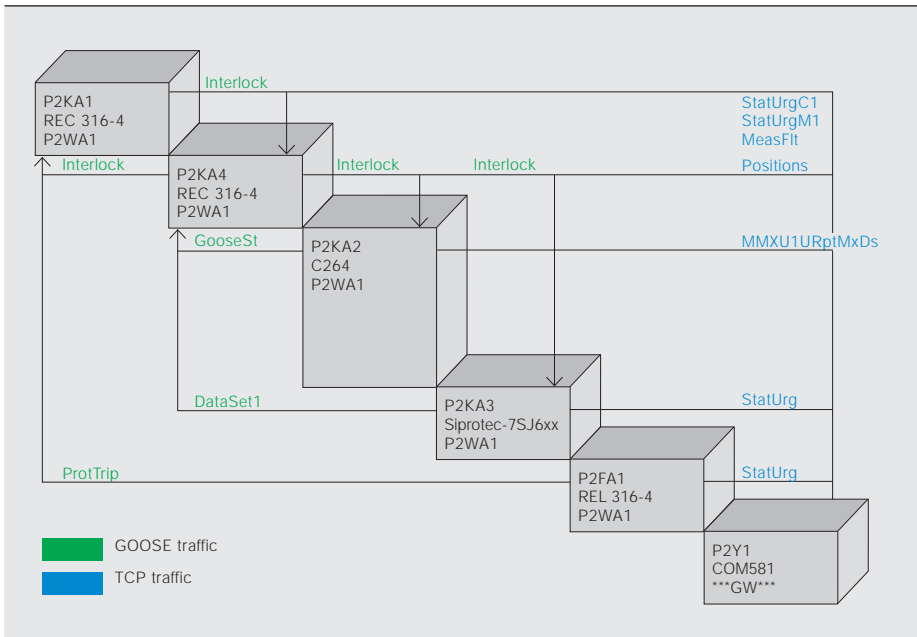 Interlock
P2KA1
REC 316-4
P2WA1
StatUrgC1
StatUrgM1
MeasFlt
Interlock
P2KA4
REC 316-4
P2WA1
Interlock
Interlock
Positions
GooseSt
P2KA2
C264
P2WA1
MMXU1URptMxDs
DataSet1
P2KA3
Siprotec-7SJ6xx
P2WA1
StatUrg
ProtTrip
P2FA1
REL 316-4
P2WA1
StatUrg
GOOSE traffic
TCP traffic
P2Y1
COM581
***GW***